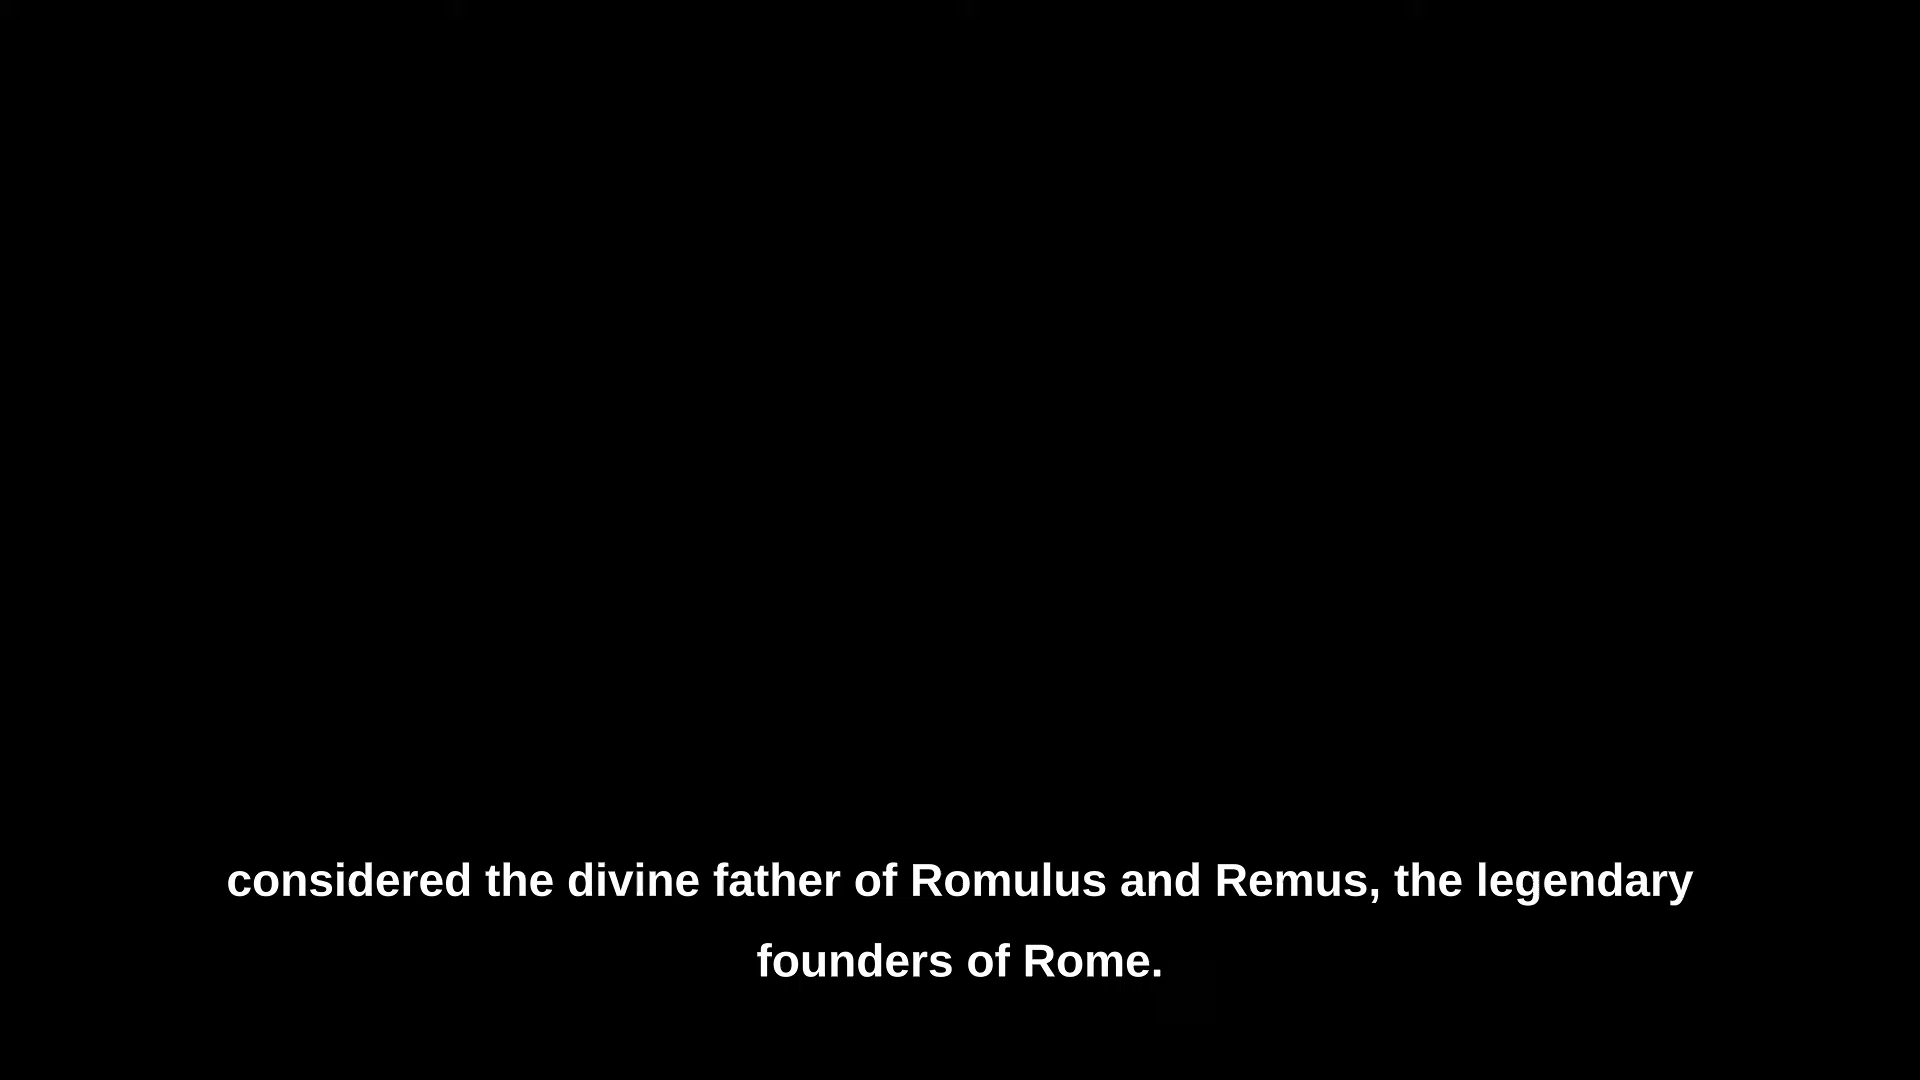 considered the divine father of Romulus and Remus, the legendary
founders of Rome.